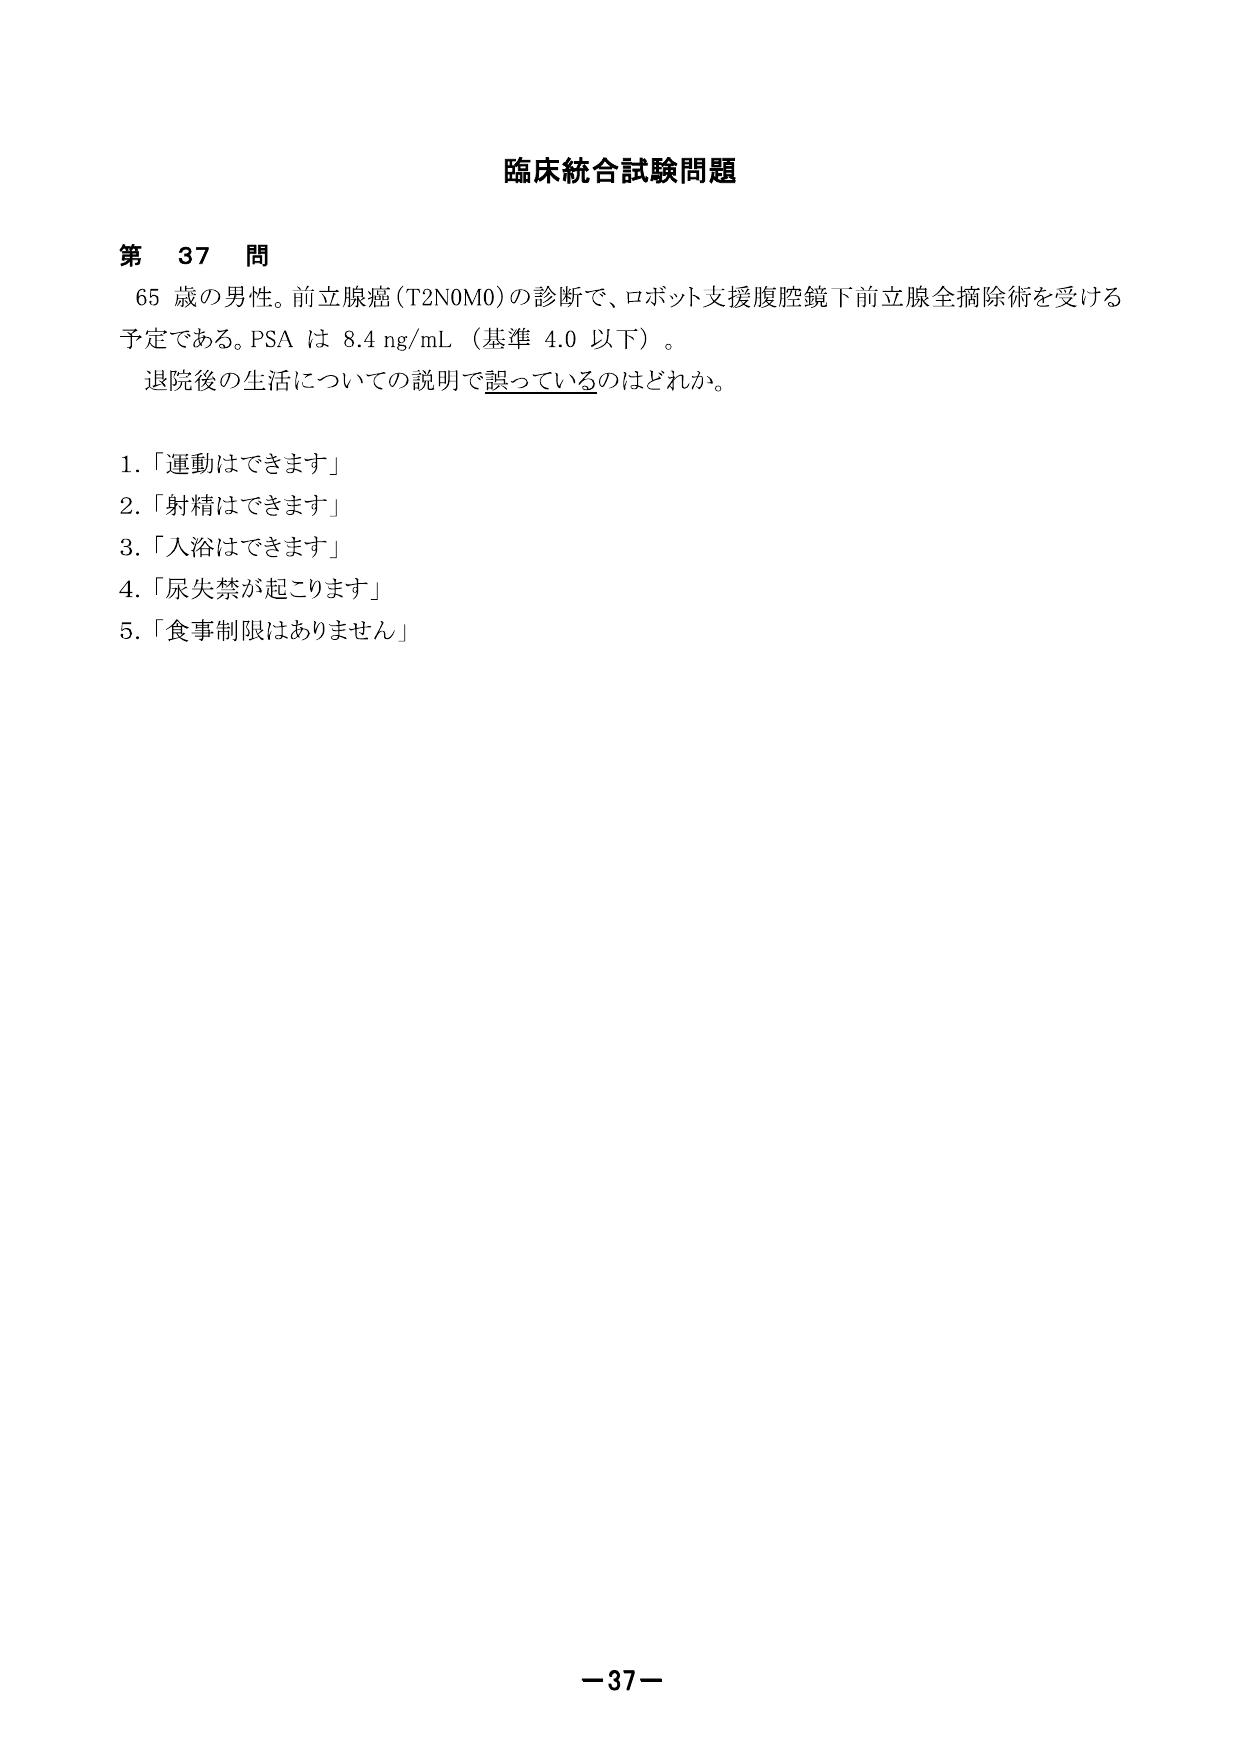 臨床統合試験問題
第 37 問
65 歳の男性。前立腺癌(T2N0M0)の診断で、ロボット支援腹腔鏡下前立腺全摘除術を受ける
予定である。PSA は 8.4 ng/mL （基準 4.0 以下）。
退院後の生活についての説明で誤っているのはどれか。
1.「運動はできます」
2.「射精はできます」
3.「入浴はできます」
4.「尿失禁が起こります」
5.「食事制限はありません」
―37―